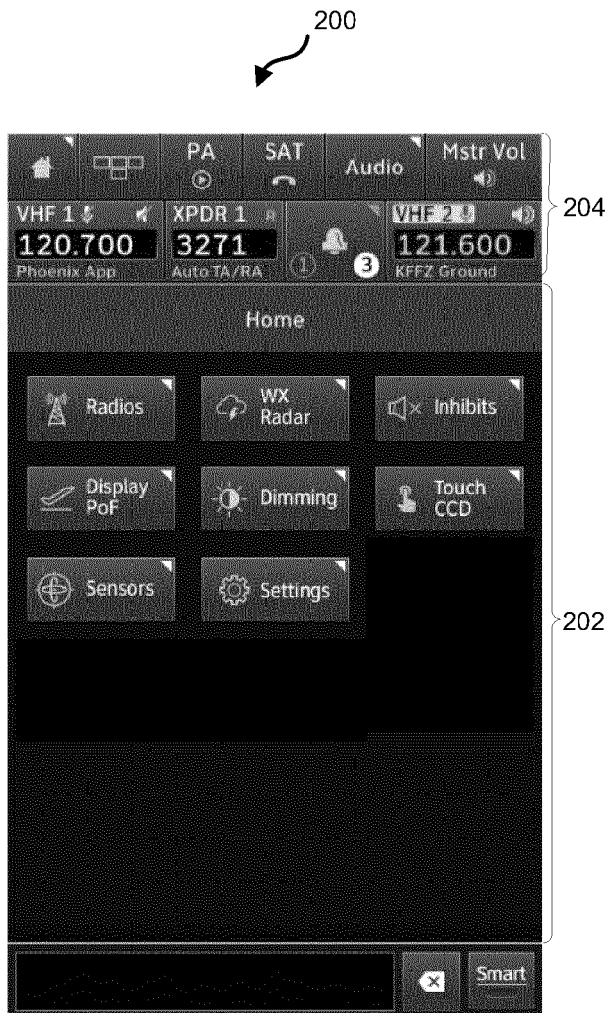 200
PA SAT Audio Mstr Vol
VHF 1 XPDR 1 R VHF 2
120.700 3271 121.600
Phoenix App Auto TA/RA 1 3 KFFZ Ground
204
Home
Radios WX Radar Inhibits
Display PoF Dimming Touch CCD
Sensors Settings
202
Smart